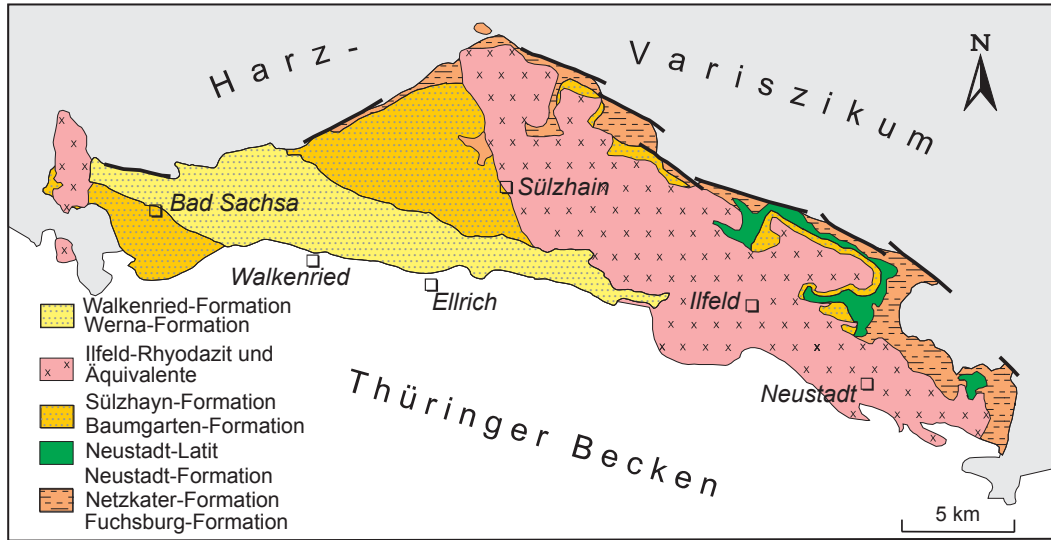 Harz-
Variszikum
N
Sülzhain
Bad Sachsa
Walkenried
Ellrich
Ilfeld
Neustadt
Thüringer Becken
Walkenried-Formation
Werna-Formation
Ilfeld-Rhyodazit und
Äquivalente
Sülzhayn-Formation
Baumgarten-Formation
Neustadt-Latit
Neustadt-Formation
Netzkater-Formation
Fuchsburg-Formation
5 km